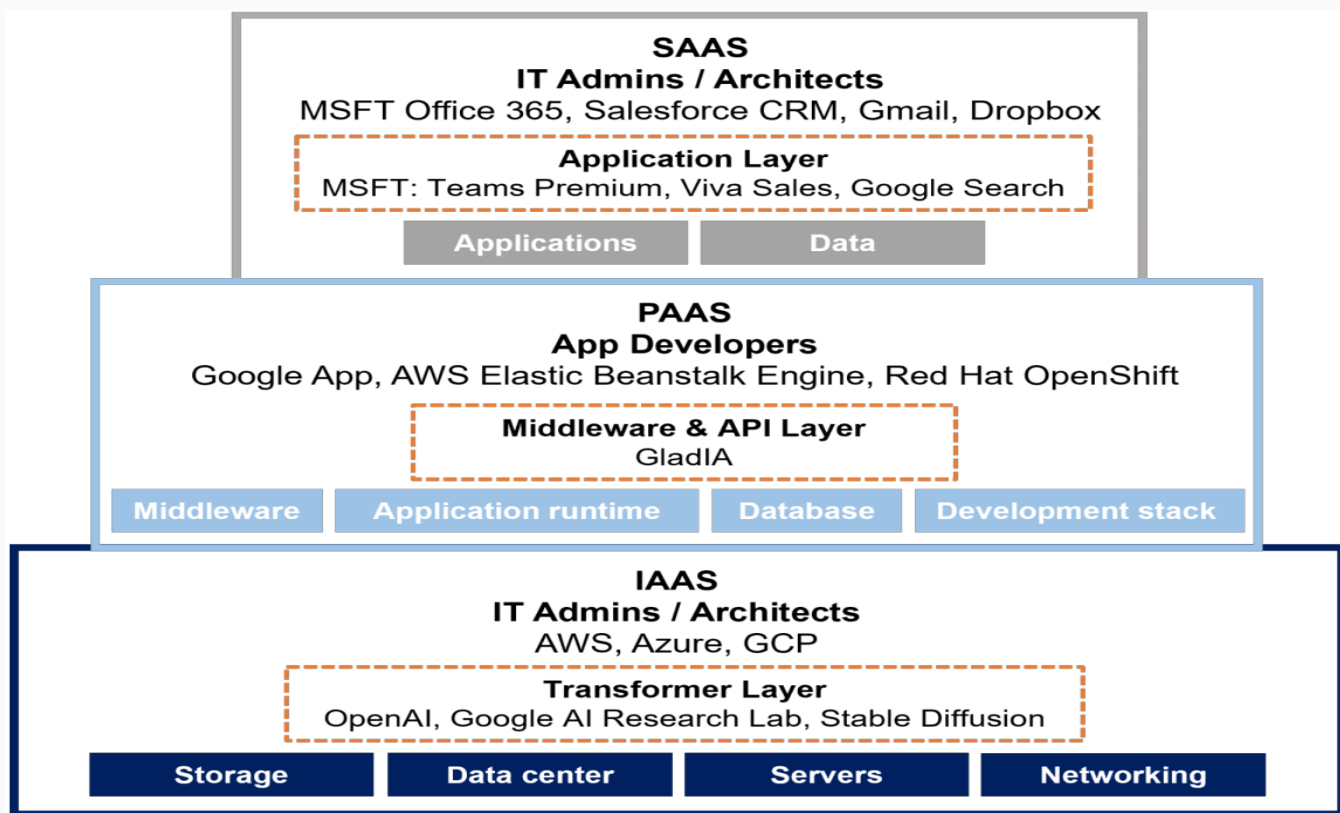 SAAS
IT Admins / Architects
MSFT Office 365, Salesforce CRM, Gmail, Dropbox
Application Layer
MSFT: Teams Premium, Viva Sales, Google Search
Applications
Data
PAAS
App Developers
Google App, AWS Elastic Beanstalk Engine, Red Hat OpenShift
Middleware & API Layer
GladIA
Middleware
Application runtime
Database
Development stack
IAAS
IT Admins / Architects
AWS, Azure, GCP
Transformer Layer
OpenAI, Google AI Research Lab, Stable Diffusion
Storage
Data center
Servers
Networking